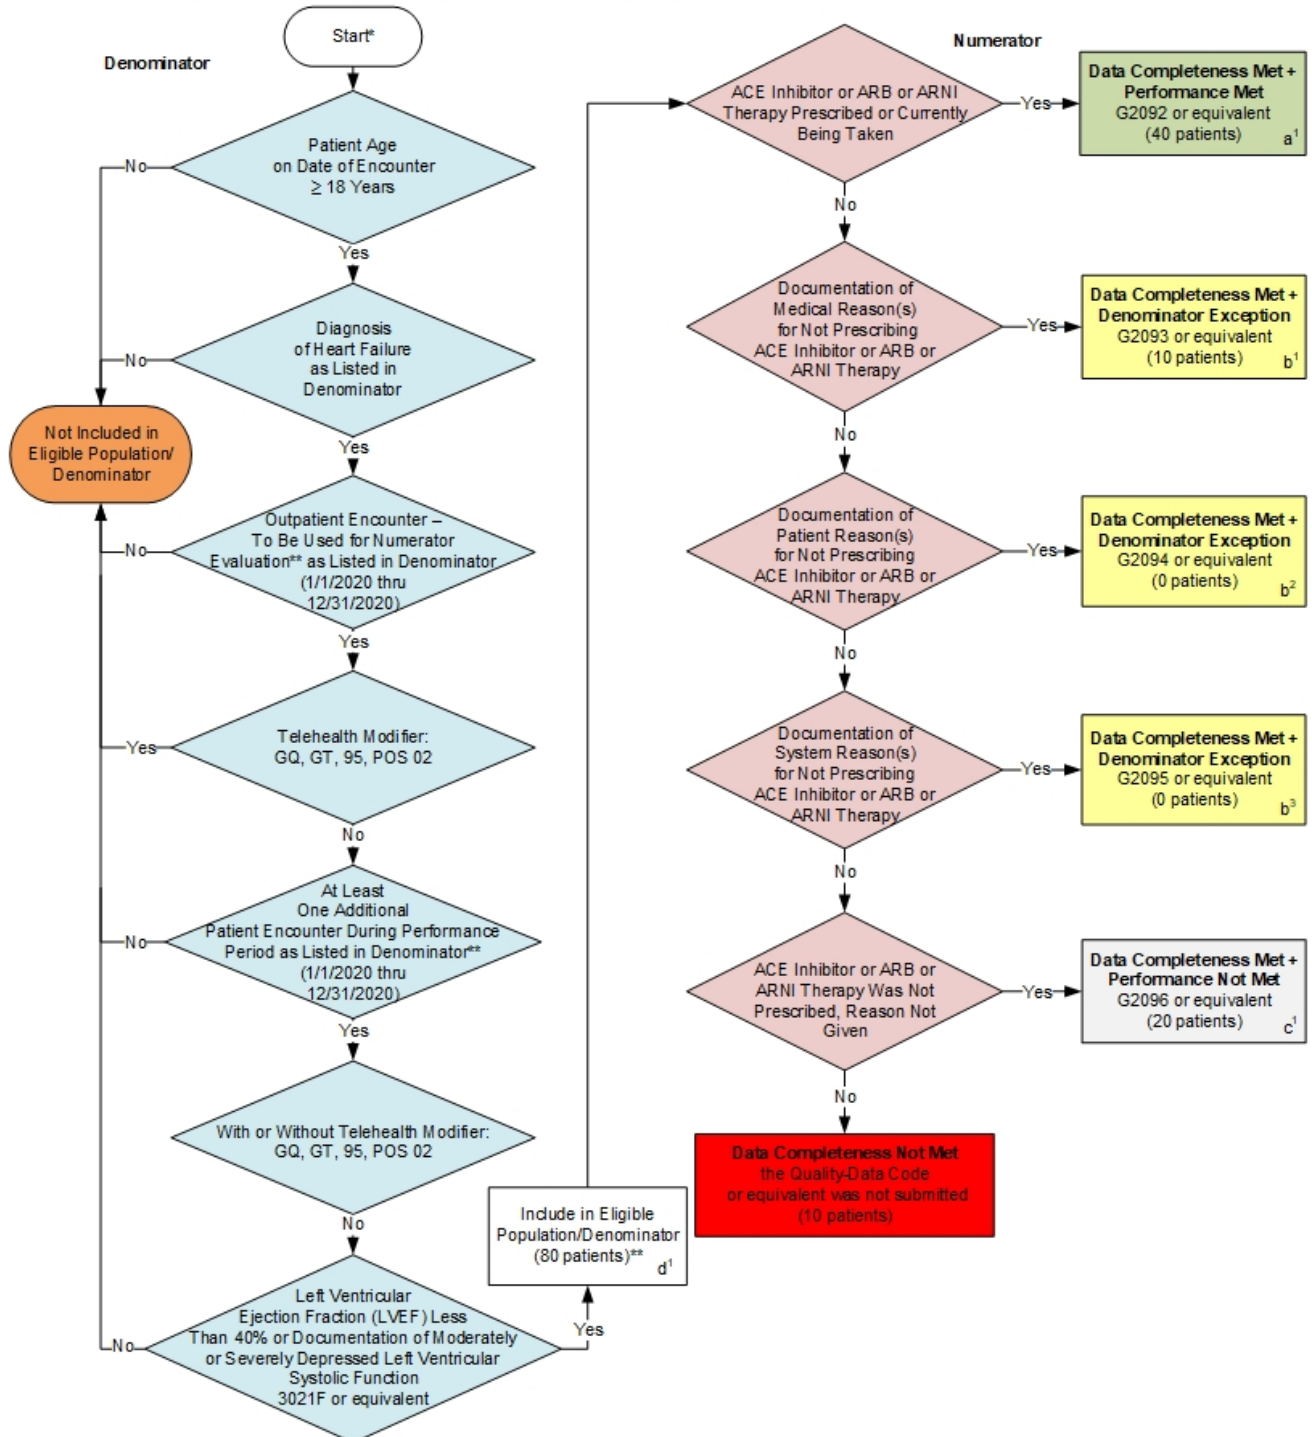 Start*
Denominator
Patient Age
on Date of Encounter
≥ 18 Years
No
Yes
Diagnosis
of Heart Failure
as Listed in
Denominator
No
Not Included in
Eligible Population/
Denominator
Yes
Outpatient Encounter –
To Be Used for Numerator
Evaluation** as Listed in Denominator
(1/1/2020 thru
12/31/2020)
No
Yes
Telehealth Modifier:
GQ, GT, 95, POS 02
Yes
No
At Least
One Additional
Patient Encounter During Performance
Period as Listed in Denominator**
(1/1/2020 thru
12/31/2020)
No
Yes
With or Without Telehealth Modifier:
GQ, GT, 95, POS 02
No
Left Ventricular
Ejection Fraction (LVEF) Less
Than 40% or Documentation of Moderately
or Severely Depressed Left Ventricular
Systolic Function
3021F or equivalent
No
Yes
Include in Eligible
Population/Denominator
(80 patients)**
d¹
Numerator
ACE Inhibitor or ARB or ARNI
Therapy Prescribed or Currently
Being Taken
Yes
Data Completeness Met +
Performance Met
G2092 or equivalent
(40 patients)
a¹
No
Documentation of
Medical Reason(s)
for Not Prescribing
ACE Inhibitor or ARB or
ARNI Therapy
Yes
Data Completeness Met +
Denominator Exception
G2093 or equivalent
(10 patients)
b¹
No
Documentation of
Patient Reason(s)
for Not Prescribing
ACE Inhibitor or ARB or
ARNI Therapy
Yes
Data Completeness Met +
Denominator Exception
G2094 or equivalent
(0 patients)
b²
No
Documentation of
System Reason(s)
for Not Prescribing
ACE Inhibitor or ARB or
ARNI Therapy
Yes
Data Completeness Met +
Denominator Exception
G2095 or equivalent
(0 patients)
b³
No
ACE Inhibitor or ARB or
ARNI Therapy Was Not
Prescribed, Reason Not
Given
Yes
Data Completeness Met +
Performance Not Met
G2096 or equivalent
(20 patients)
c¹
No
Data Completeness Not Met
the Quality-Data Code
or equivalent was not submitted
(10 patients)